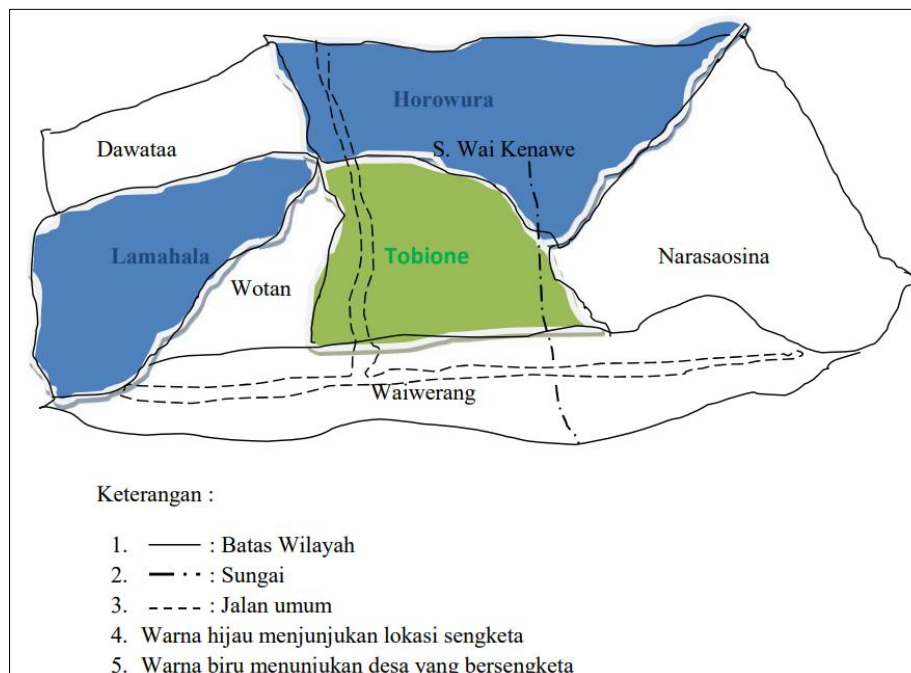 Horowura
Dawataa
S. Wai Kenawe
Lamahala
Tobione
Narasaosina
Wotan
Waiwerang
Keterangan :
1. : Batas Wilayah
2. : Sungai
3. : Jalan umum
4. Warna hijau menjunjukan lokasi sengketa
5. Warna biru menunjukan desa yang bersengketa